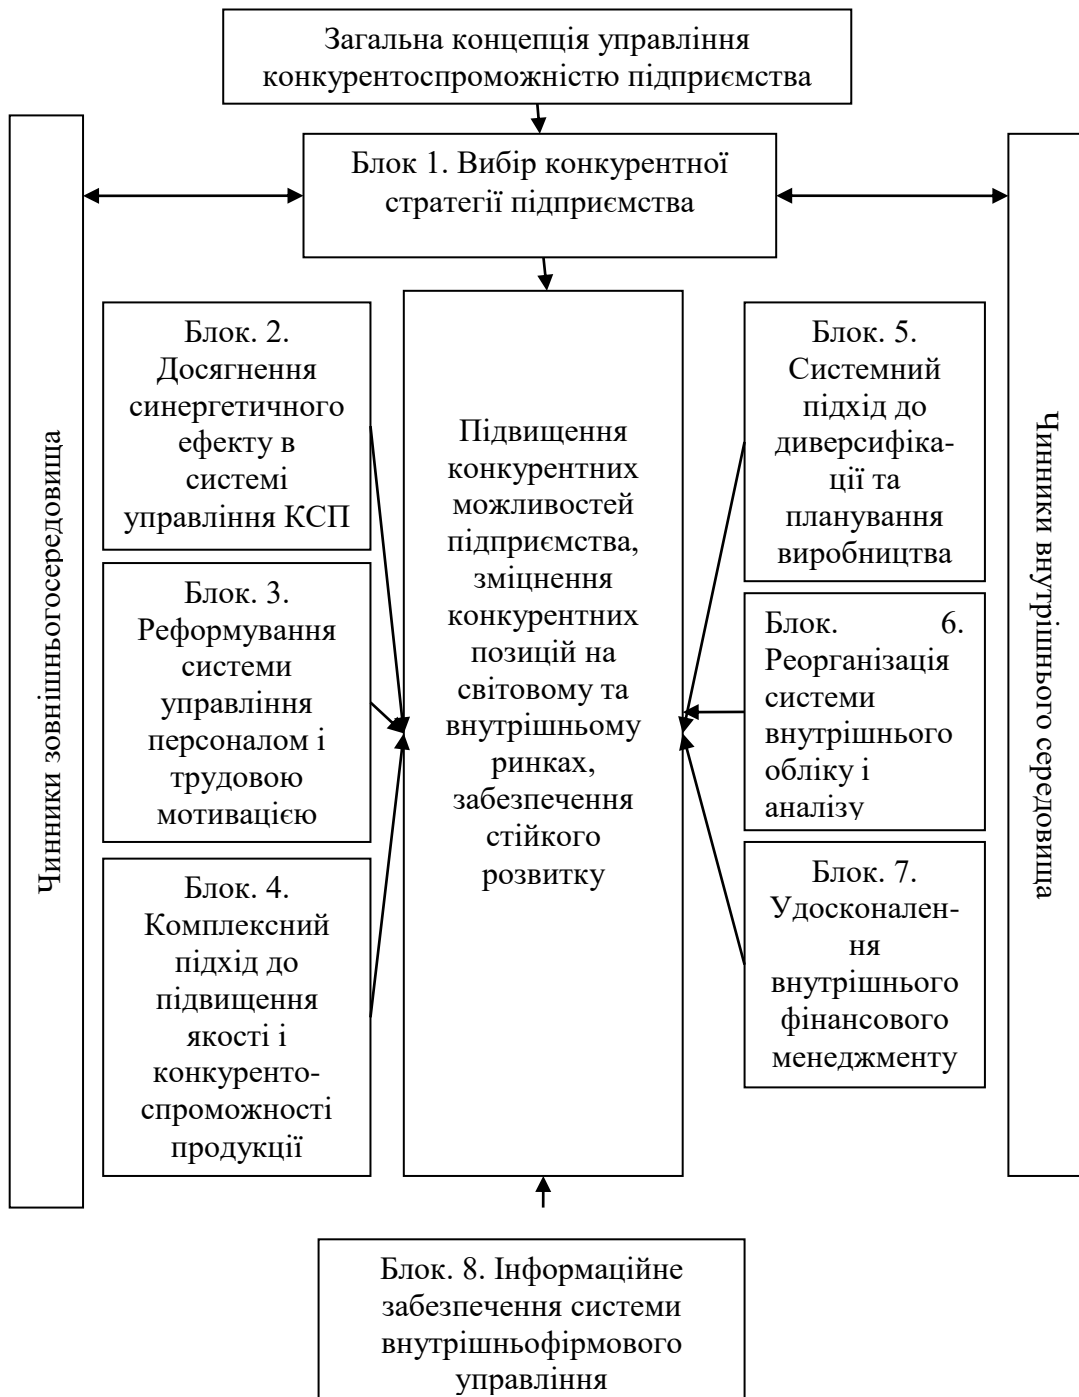 Загальна концепція управління
конкурентоспроможністю підприємства
Блок 1. Вибір конкурентної
стратегії підприємства
Чинники зовнішньогосередовища
Блок. 2.
Досягнення
синергетичного
ефекту в
системі
управління КСП
Блок. 3.
Реформування
системи
управління
персоналом і
трудовою
мотивацією
Блок. 4.
Комплексний
підхід до
підвищення
якості і
конкуренто-
спроможності
продукції
Підвищення
конкурентних
можливостей
підприємства,
зміцнення
конкурентних
позицій на
світовому та
внутрішньому
ринках,
забезпечення
стійкого
розвитку
Блок. 5.
Системний
підхід до
диверсифіка-
ції та
планування
виробництва
Блок. 6.
Реорганізація
системи
внутрішнього
обліку і
аналізу
Блок. 7.
Удосконален-
ня
внутрішнього
фінансового
менеджменту
Чинники внутрішнього середовища
Блок. 8. Інформаційне
забезпечення системи
внутрішньофірмового
управління